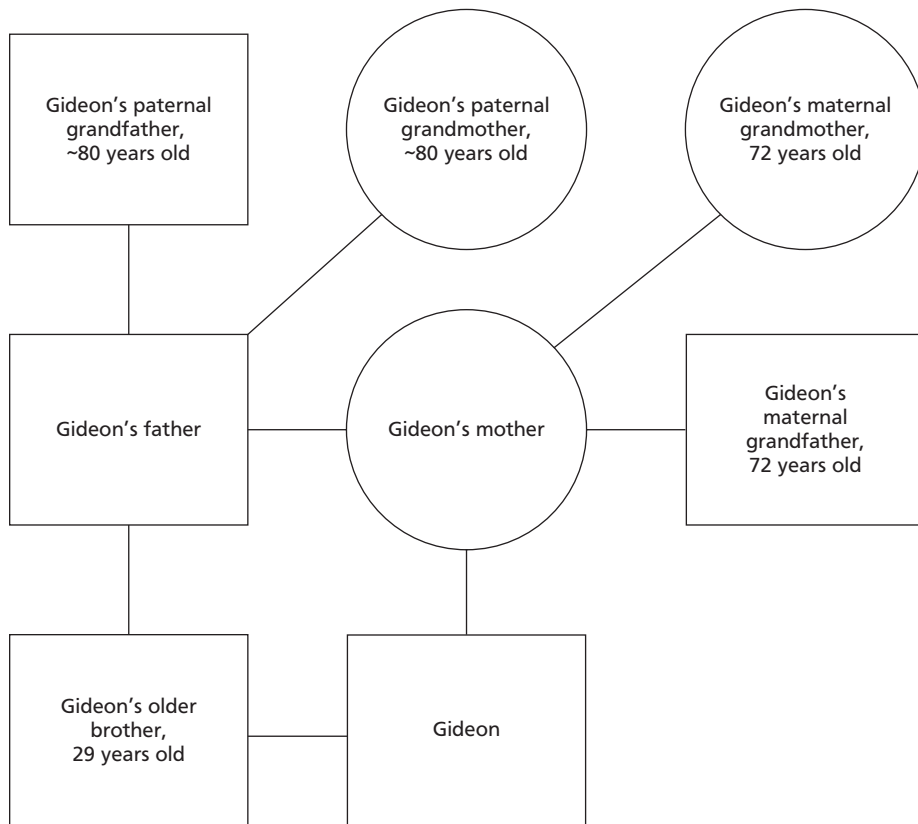 Gideon’s paternal
grandfather,
~80 years old
Gideon’s paternal
grandmother,
~80 years old
Gideon’s maternal
grandmother,
72 years old
Gideon’s father
Gideon’s mother
Gideon’s
maternal
grandfather,
72 years old
Gideon’s older
brother,
29 years old
Gideon